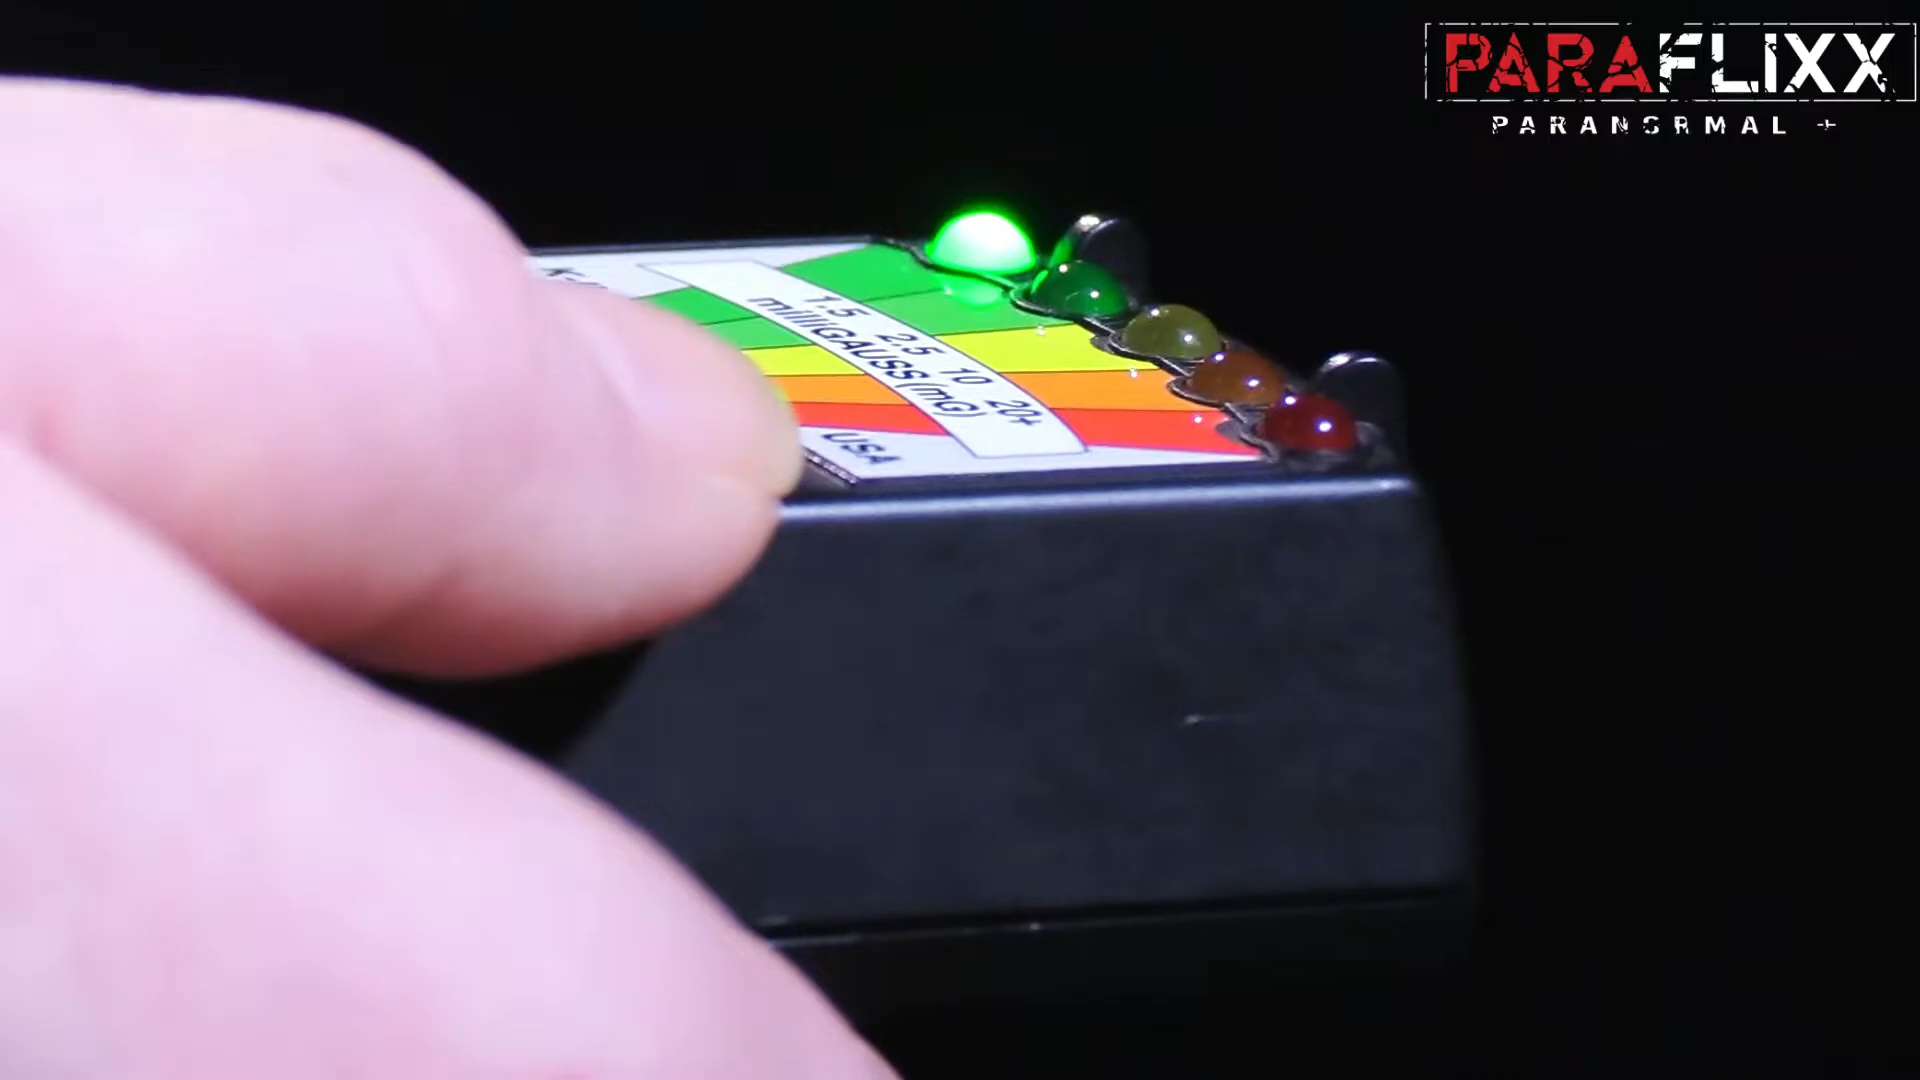 PARAFLIXX
PARANORMAL +
1.5 2.5 10 20+
milliGAUSS(mG)
USA